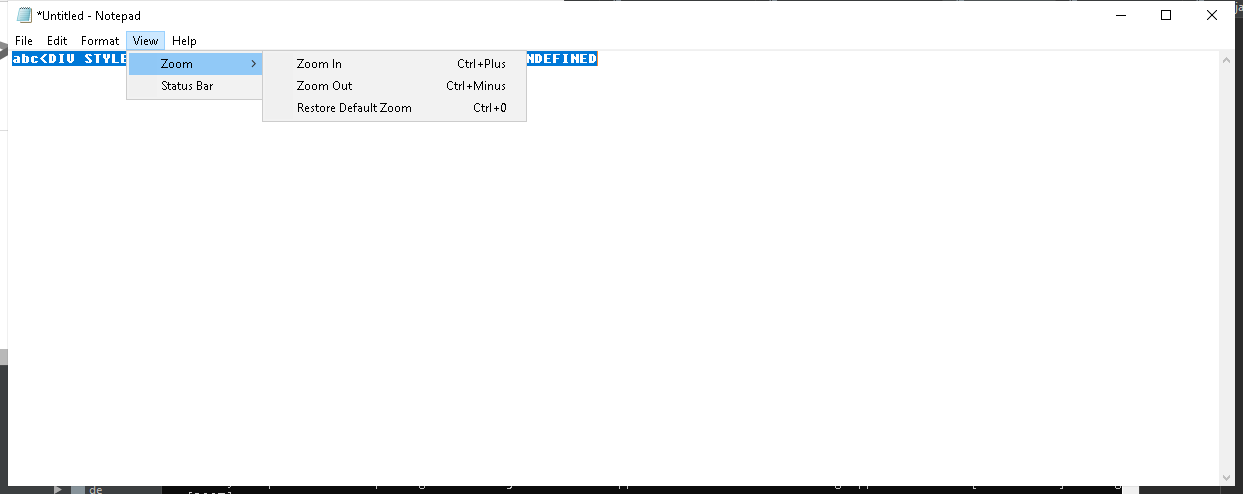 *Untitled - Notepad
File Edit Format View Help
abc<DIV STYLE NDEFINED
Zoom
Status Bar
Zoom In Ctrl+Plus
Zoom Out Ctrl+Minus
Restore Default Zoom Ctrl+0
ja
de